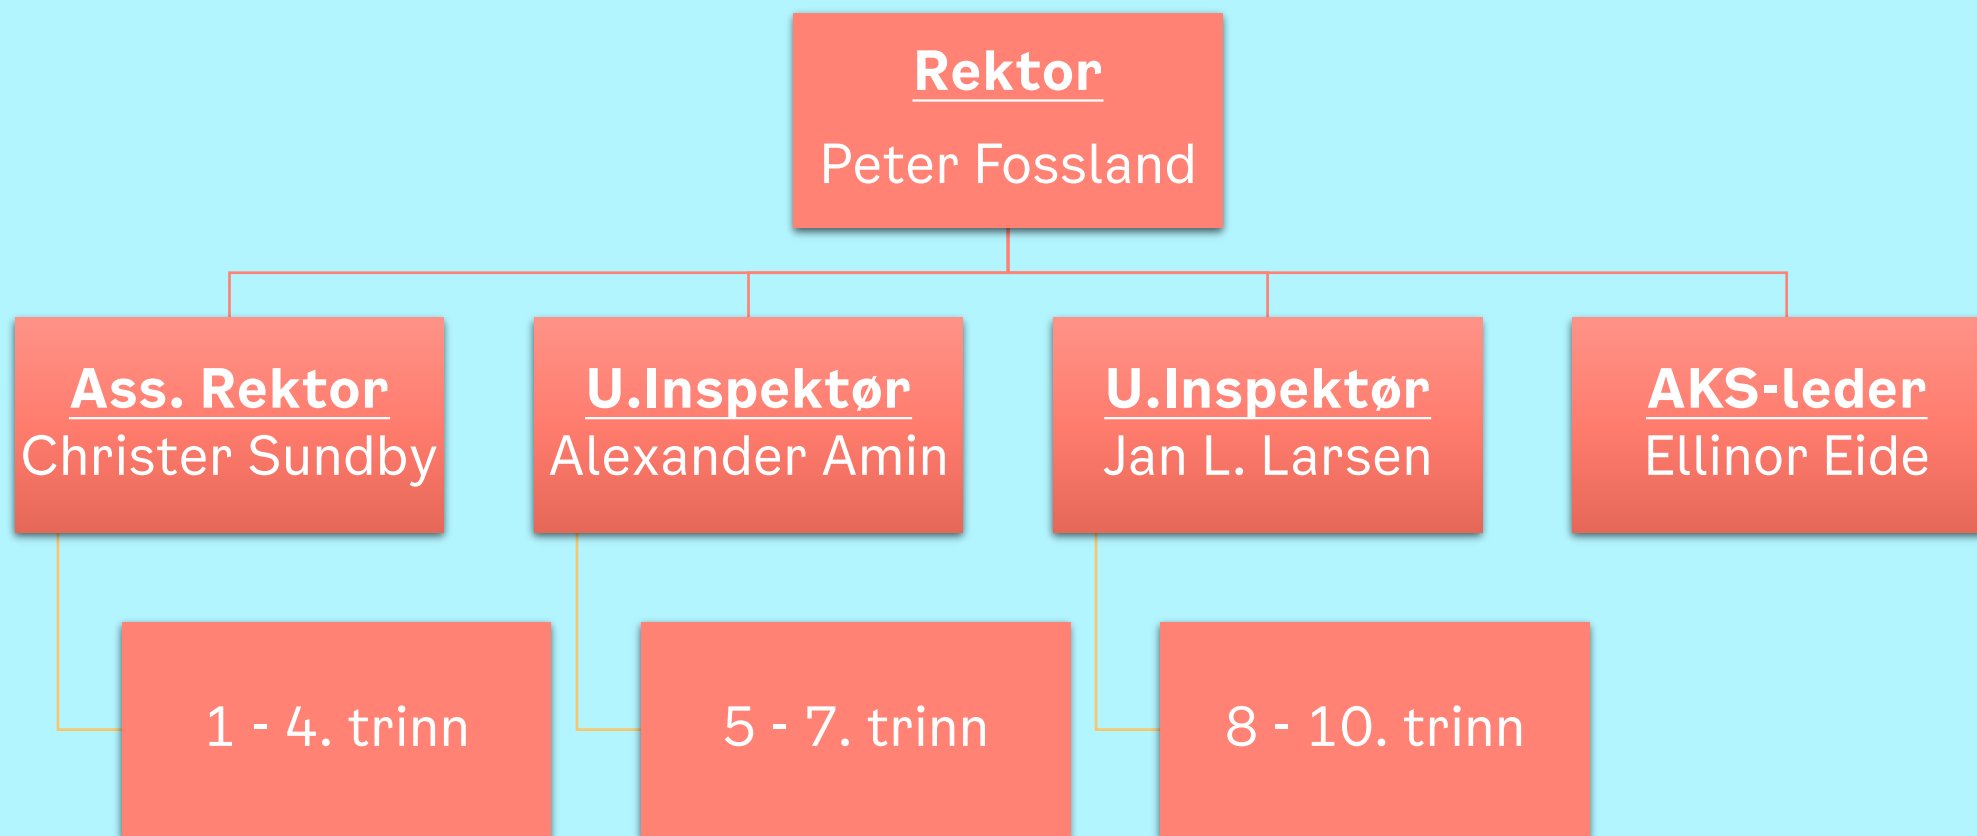 Rektor
Peter Fossland
Ass. Rektor
Christer Sundby
U.Inspektør
Alexander Amin
U.Inspektør
Jan L. Larsen
AKS-leder
Ellinor Eide
1 - 4. trinn
5 - 7. trinn
8 - 10. trinn